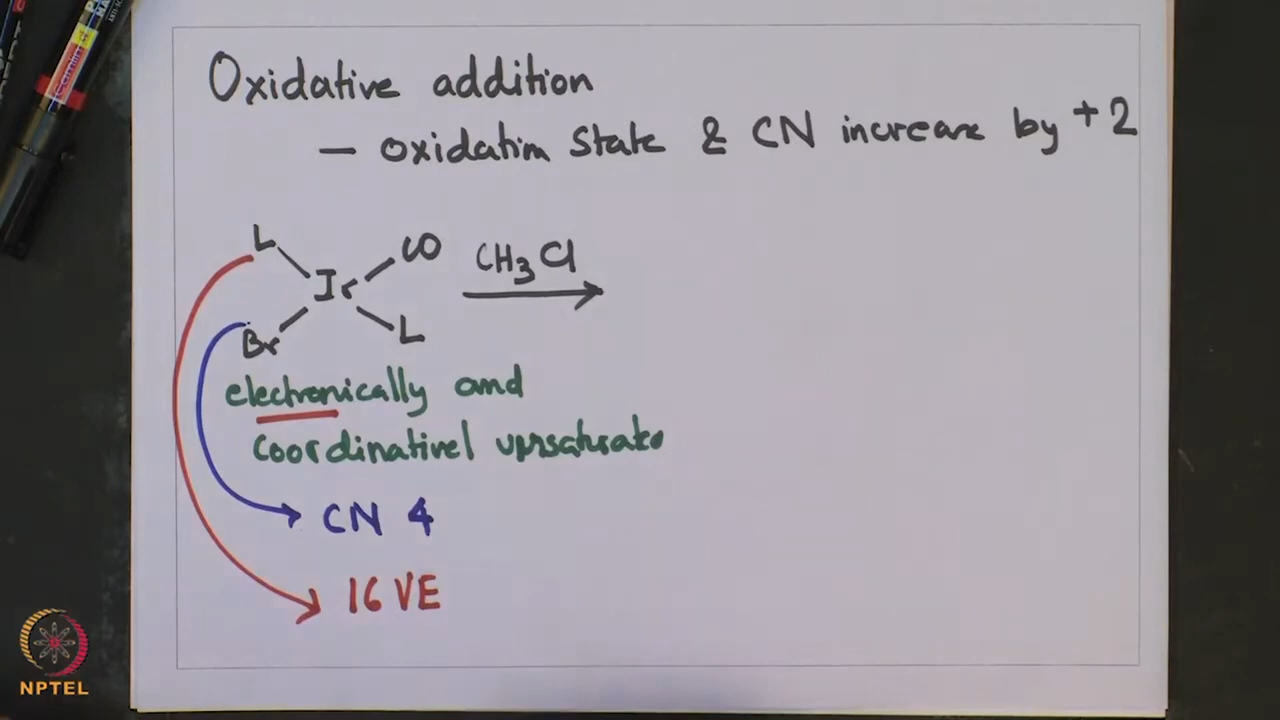 Oxidative addition
— oxidation state & CN increase by +2
L CO CH3Cl
Ir
Br L
electronically and
coordinativel
CN 4
16 VE
NPTEL